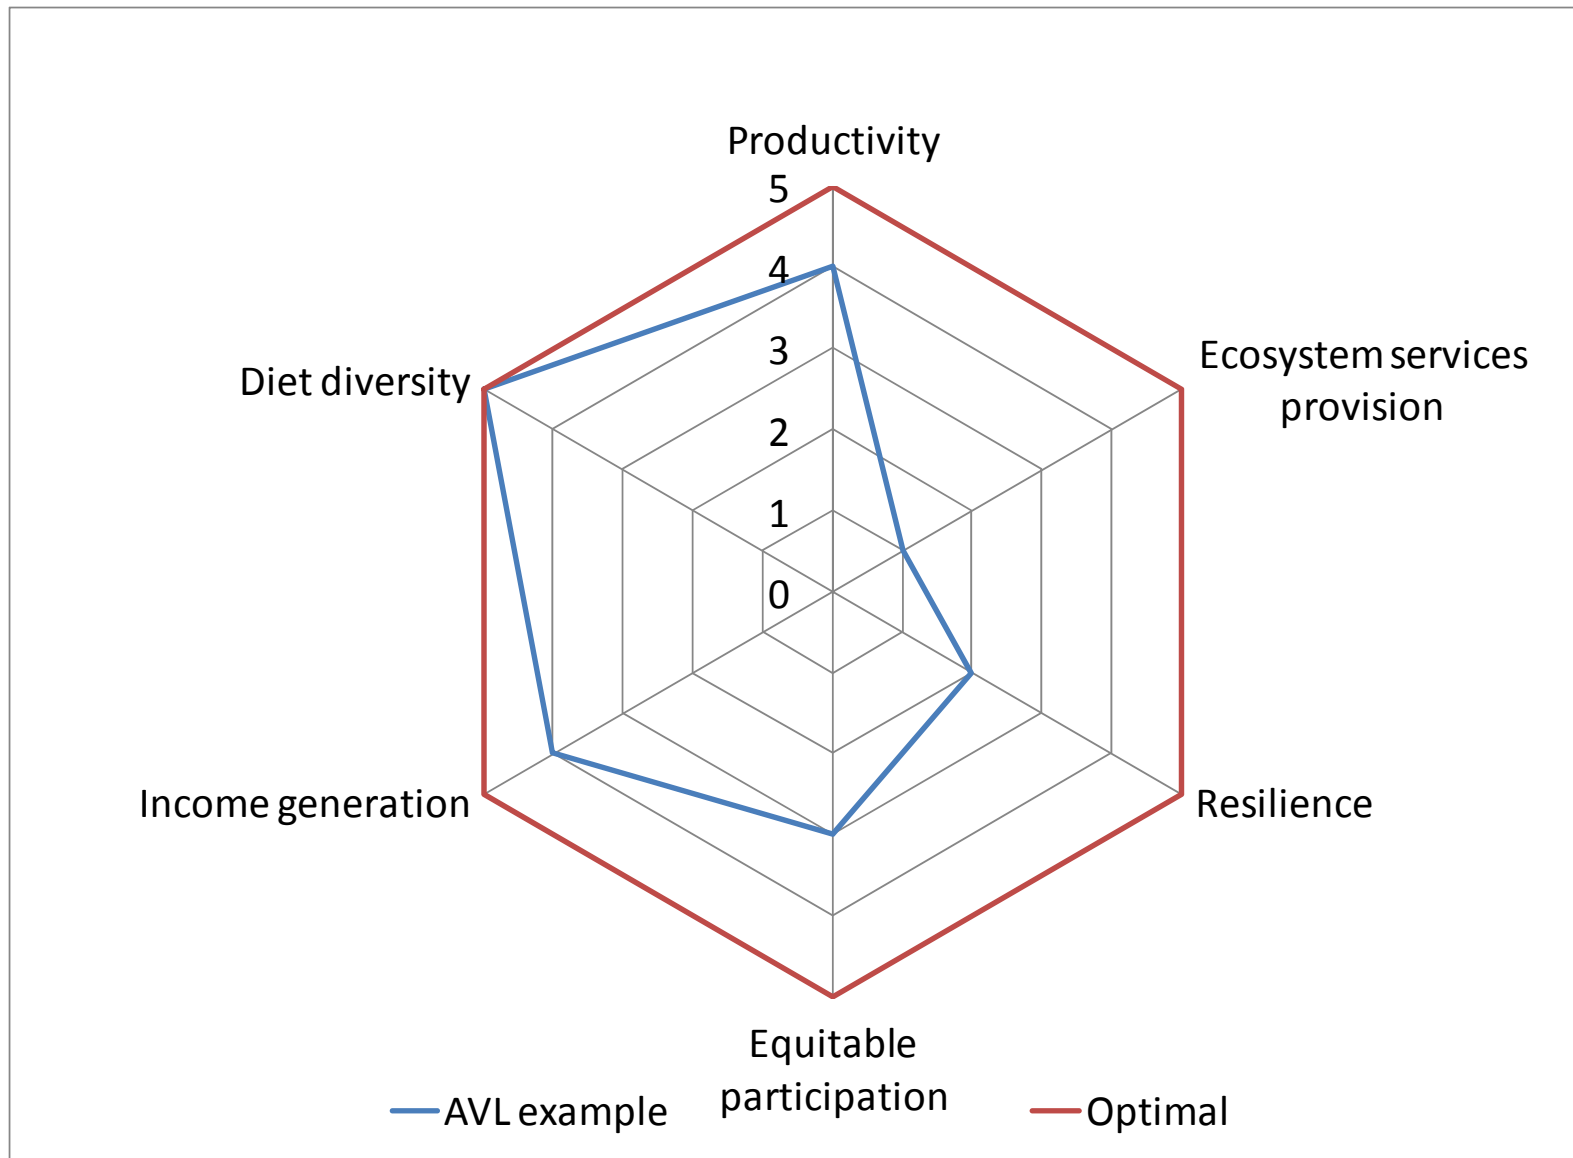 Productivity
5
4
3
2
1
0
Ecosystem services
provision
Diet diversity
Income generation
Resilience
Equitable
participation
AVL example
Optimal